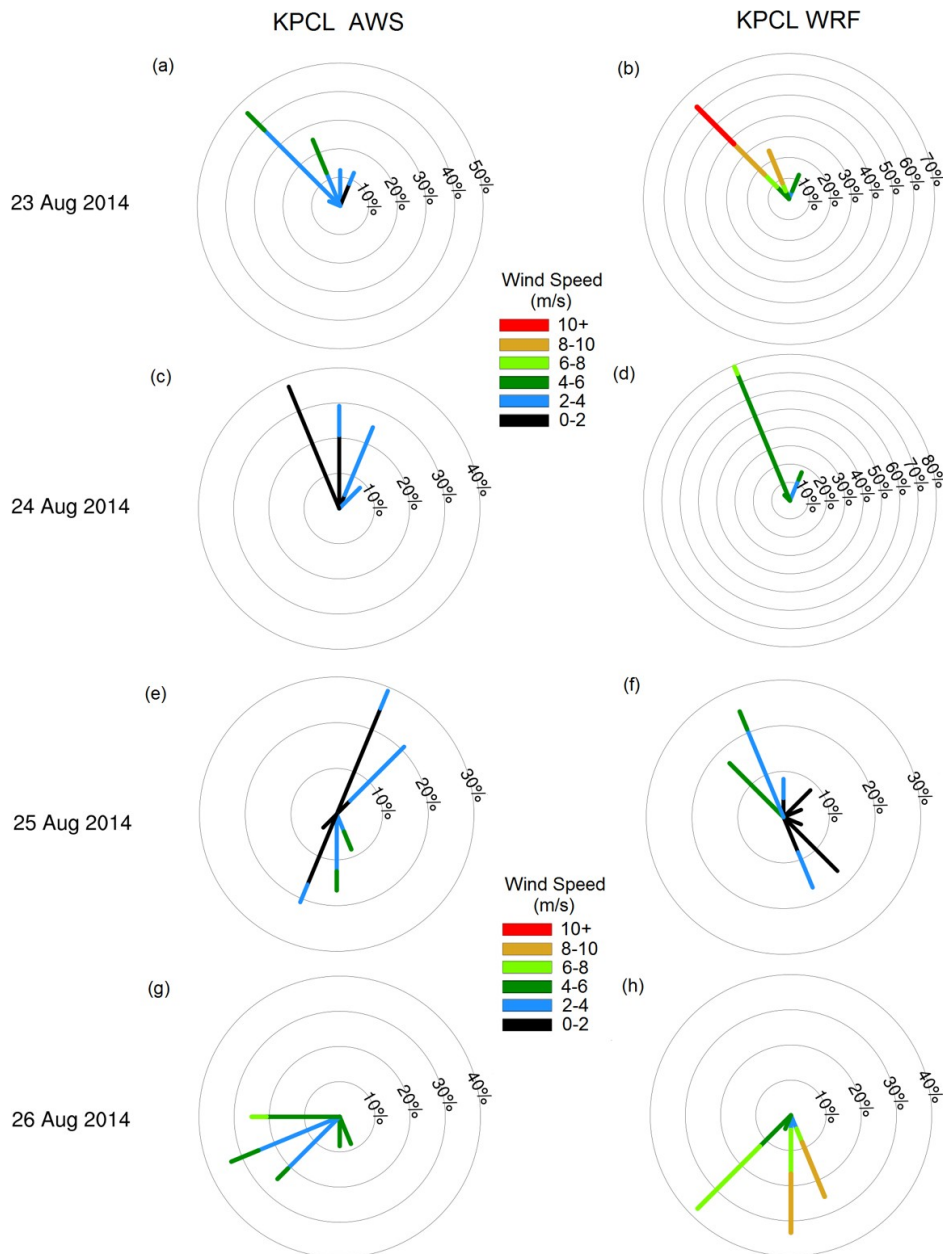 KPCL AWS
KPCL WRF
(a)
(b)
10%
20%
30%
40%
50%
10%
20%
30%
40%
50%
60%
70%
23 Aug 2014
Wind Speed
(m/s)
10+
8-10
6-8
4-6
2-4
0-2
(c)
(d)
10%
20%
30%
40%
10%
20%
30%
40%
50%
60%
70%
80%
24 Aug 2014
(e)
(f)
10%
20%
30%
10%
20%
30%
25 Aug 2014
Wind Speed
(m/s)
10+
8-10
6-8
4-6
2-4
0-2
(g)
(h)
10%
20%
30%
40%
10%
20%
30%
40%
26 Aug 2014